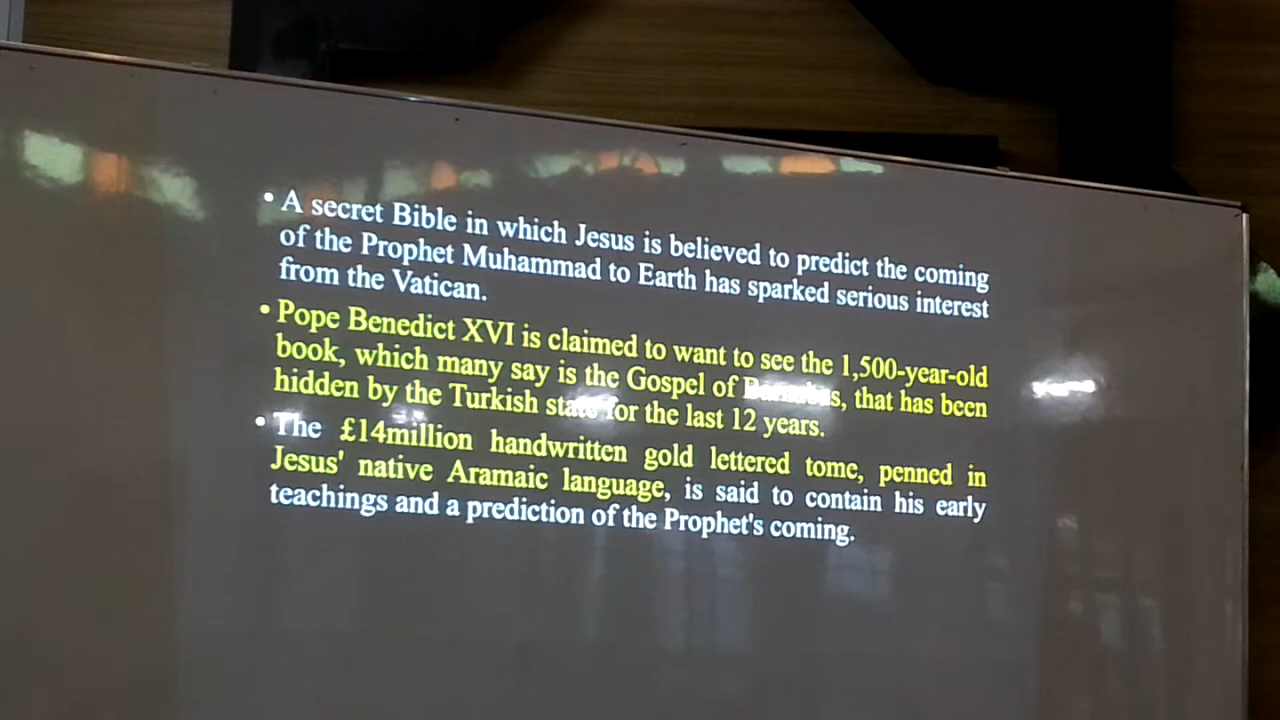 • A secret Bible in which Jesus is believed to predict the coming
of the Prophet Muhammad to Earth has sparked serious interest
from the Vatican.
• Pope Benedict XVI is claimed to want to see the 1,500-year-old
book, which many say is the Gospel of Barnabas, that has been
hidden by the Turkish state for the last 12 years.
• The £14million handwritten gold lettered tome, penned in
Jesus' native Aramaic language, is said to contain his early
teachings and a prediction of the Prophet's coming.